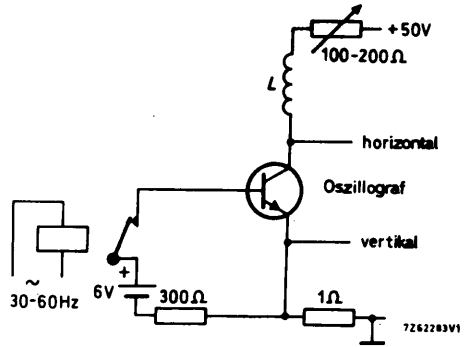 +50V
100-200Ω
L
horizontal
Oszillograf
vertikal
~
30-60Hz
+
6V
300Ω
1Ω
7Z62283V1